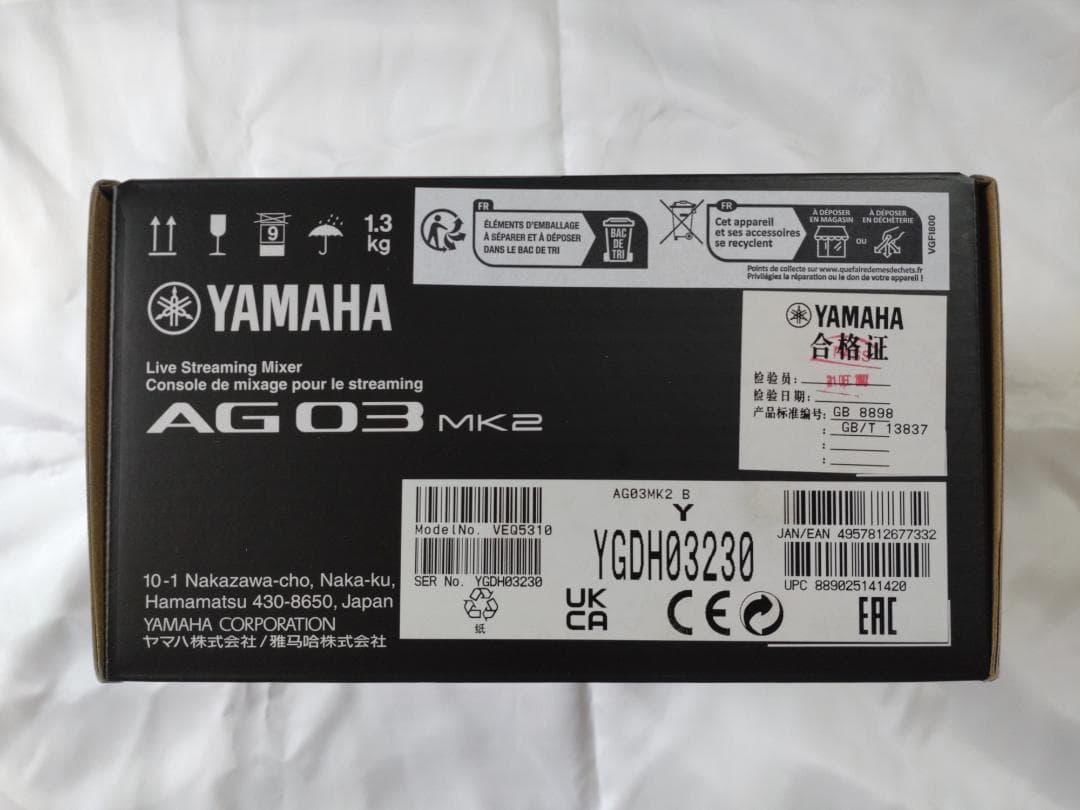 9
1.3
kg
FR
ÉLÉMENTS D'EMBALLAGE
À SÉPARER ET À DÉPOSER
DANS LE BAC DE TRI
BAC
DE
TRI
FR
Cet appareil
et ses accessoires
se recyclent
À DÉPOSER
EN MAGASIN
OU
À DÉPOSER
EN DÉCHÈTERIE
Points de collecte sur www.quefairedemesdechets.fr
Privilégiez la réparation ou le don de votre appareil !
VGF1800
YAMAHA
Live Streaming Mixer
Console de mixage pour le streaming
AG03 MK2
YAMAHA
合格证
PASS
检验员:
检验日期:
产品标准编号: GB 8898
: GB/T 13837
:
:
AG03MK2 B
Y
YGDH03230
ModelNo. VEQ5310
SER No. YGDH03230
JAN/EAN 4957812677332
UPC 889025141420
纸
UK
CA
CE
EAC
10-1 Nakazawa-cho, Naka-ku,
Hamamatsu 430-8650, Japan
YAMAHA CORPORATION
ヤマハ株式会社/雅马哈株式会社